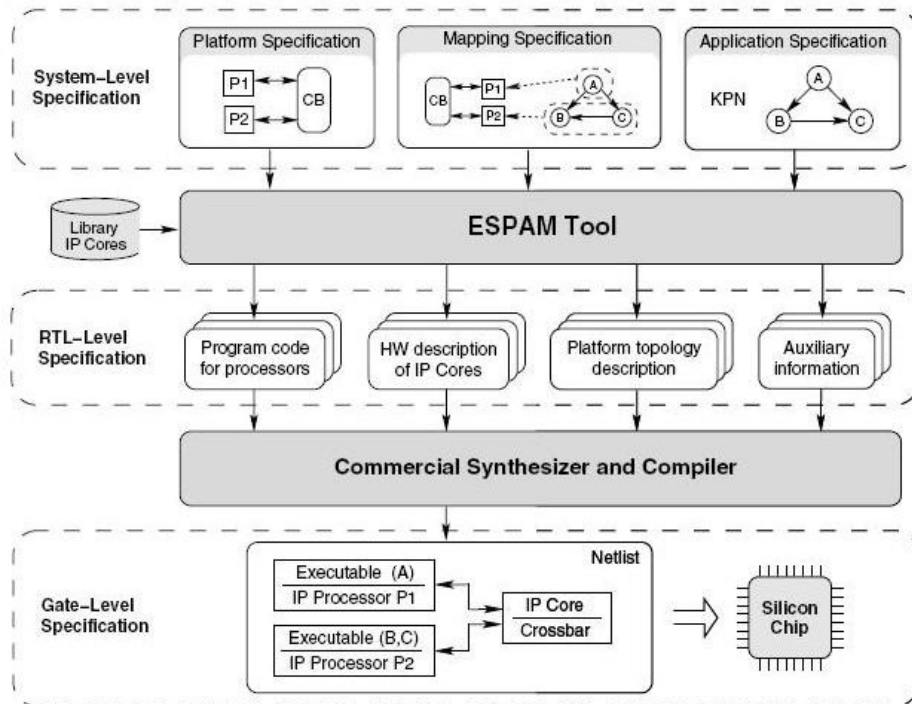 Platform Specification
P1
P2
CB
Mapping Specification
CB
P1
P2
A
B
C
Application Specification
KPN
A
B
C
System–Level
Specification
Library
IP Cores
ESPAM Tool
RTL–Level
Specification
Program code
for processors
HW description
of IP Cores
Platform topology
description
Auxiliary
information
Commercial Synthesizer and Compiler
Gate–Level
Specification
Netlist
Executable (A)
IP Processor P1
Executable (B,C)
IP Processor P2
IP Core
Crossbar
Silicon
Chip